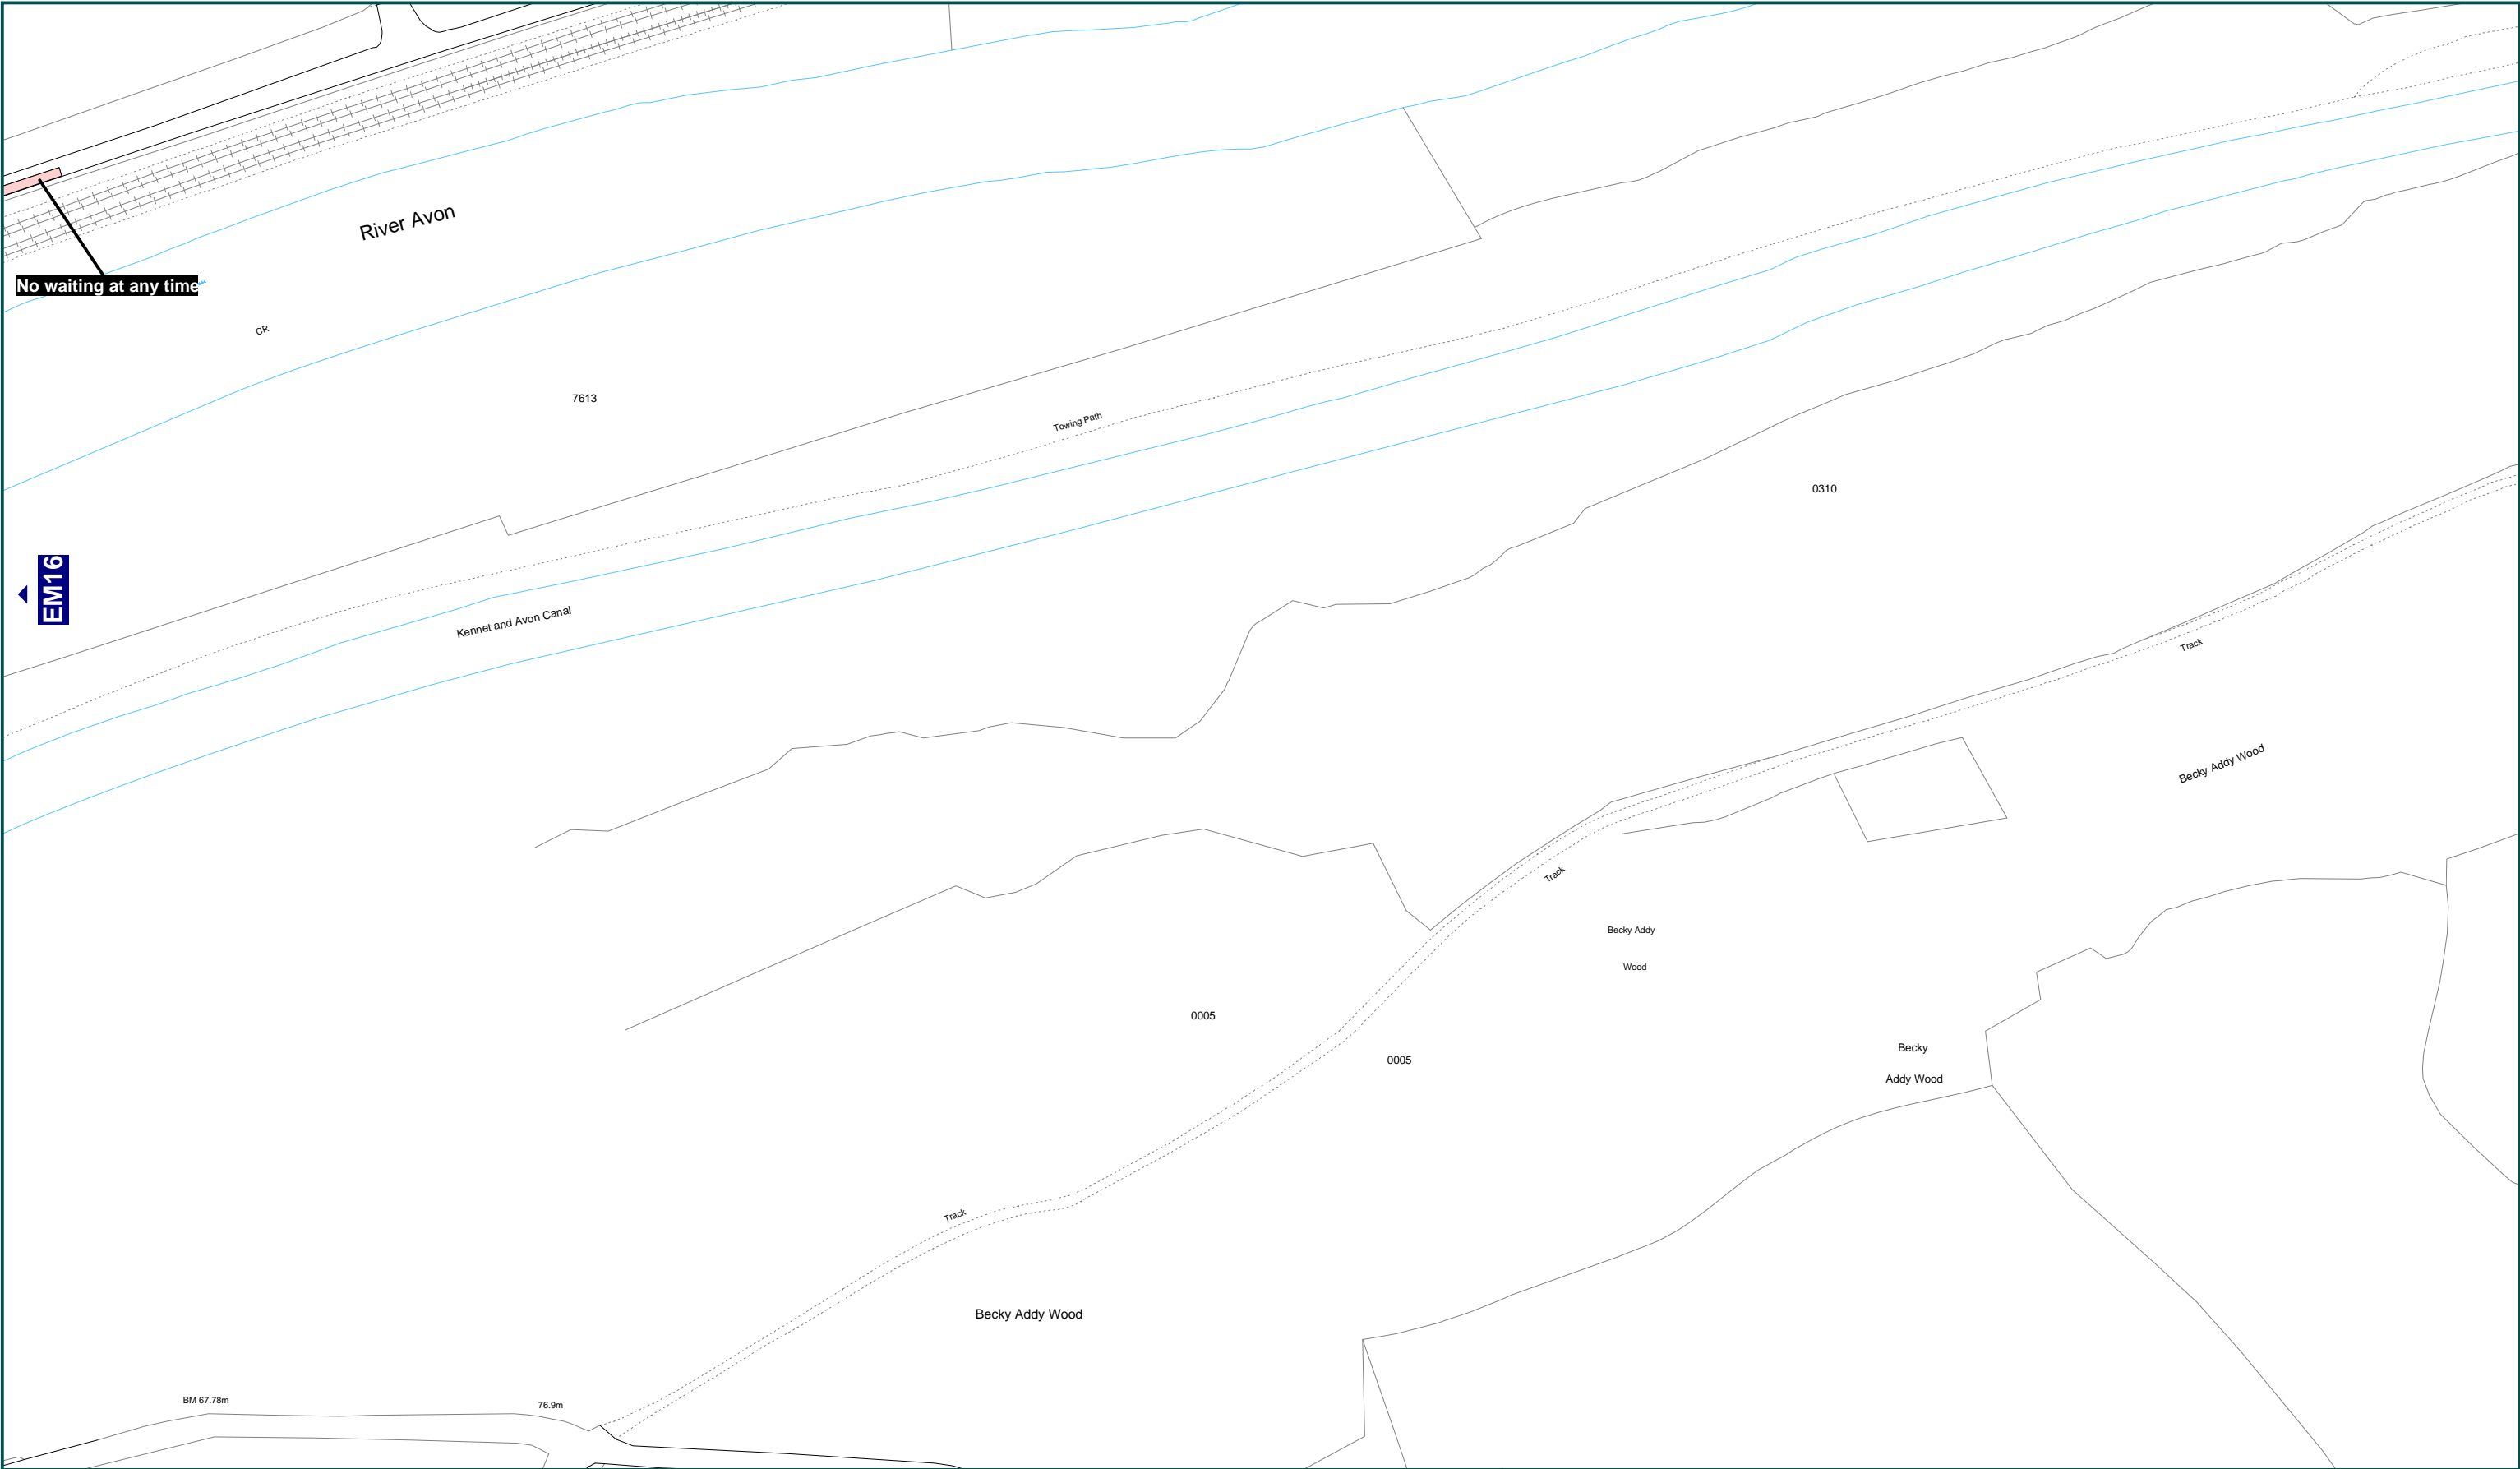 River Avon
No waiting at any time
CR
7613
Towing Path
0310
EM16
Kennet and Avon Canal
Track
Becky Addy Wood
Track
Becky Addy
Wood
0005
0005
Becky
Addy Wood
Track
Becky Addy Wood
BM 67.78m
76.9m